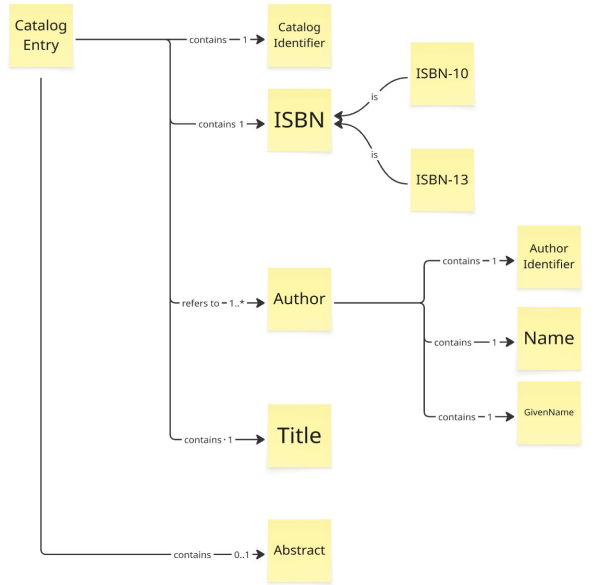 Catalog
Entry
contains 1
Catalog
Identifier
ISBN-10
is
contains 1
ISBN
is
ISBN-13
Author
Identifier
contains 1
refers to 1..*
Author
contains 1
Name
contains 1
GivenName
contains 1
Title
contains 0..1
Abstract